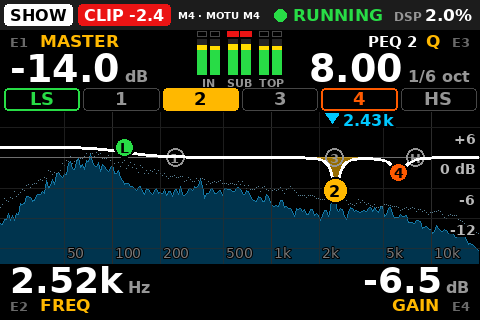 SHOW CLIP -2.4 M4 · MOTU M4 RUNNING DSP 2.0%
E1 MASTER PEQ 2 Q E3
-14.0 dB IN SUB TOP 8.00 1/6 oct
LS 1 2 3 4 HS
2.43k
+6
L 1 3 H
0 dB
4
2
-6
-12
50 100 200 500 1k 2k 5k 10k
2.52k Hz -6.5 dB
E2 FREQ GAIN E4